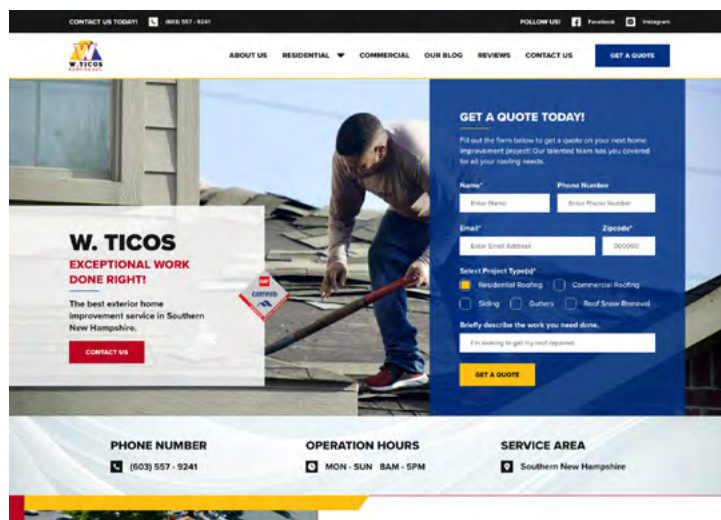 CONTACT US TODAY! (603) 557 - 9241 FOLLOW US! Facebook Instagram
W.TICOS
ABOUT US RESIDENTIAL COMMERCIAL OUR BLOG REVIEWS CONTACT US GET A QUOTE
GET A QUOTE TODAY!
Fill out the form below to get a quote on your next home
improvement project! Our talented team has you covered
for all your roofing needs.
Name* Phone Number
Enter Name Enter Phone Number
Email* Zipcode*
Enter Email Address 000000
Select Project Type(s)*
Residential Roofing Commercial Roofing
Siding Gutters Roof Snow Removal
Briefly describe the work you need done.
I'm looking to get my roof repaired.
GET A QUOTE
W. TICOS
EXCEPTIONAL WORK
DONE RIGHT!
The best exterior home
improvement service in Southern
New Hampshire.
CONTACT US
GAF
CERTIFIED
PHONE NUMBER OPERATION HOURS SERVICE AREA
(603) 557 - 9241 MON - SUN 8AM - 5PM Southern New Hampshire